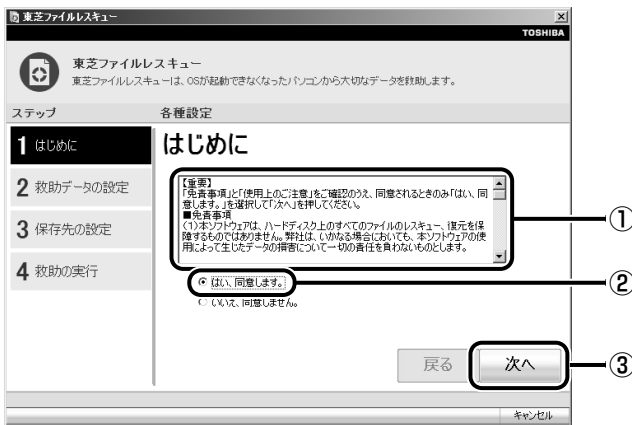 東芝ファイルレスキュー
TOSHIBA
東芝ファイルレスキュー
東芝ファイルレスキューは、OSが起動できなくなったパソコンから大切なデータを救助します。
ステップ
各種設定
1 はじめに
2 救助データの設定
3 保存先の設定
4 救助の実行
はじめに
【重要】
「免責事項」と「使用上のご注意」をご確認のうえ、同意されるときのみ「はい、同
意します。」を選択して「次へ」を押してください。
■免責事項
(1)本ソフトウェアは、ハードディスク上のすべてのファイルのレスキュー、復元を保
障するものではありません。弊社は、いかなる場合においても、本ソフトウェアの使
用によって生じたデータの損害について一切の責任を負わないものとします。
①
はい、同意します。
②
いいえ、同意しません。
戻る
次へ
③
キャンセル